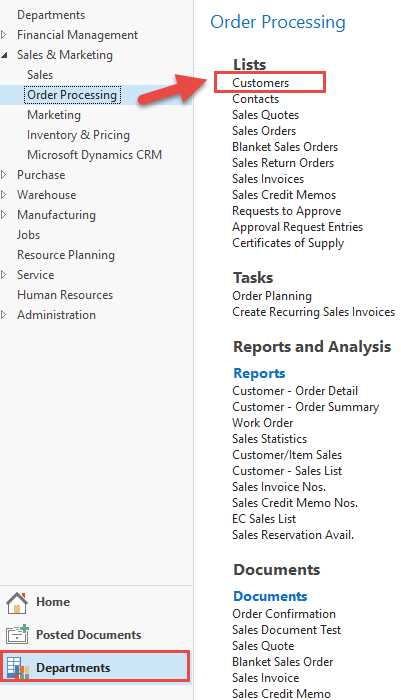 Departments
Financial Management
Sales & Marketing
Sales
Order Processing
Marketing
Inventory & Pricing
Microsoft Dynamics CRM
Purchase
Warehouse
Manufacturing
Jobs
Resource Planning
Service
Human Resources
Administration
Home
Posted Documents
Departments
Order Processing
Lists
Customers
Contacts
Sales Quotes
Sales Orders
Blanket Sales Orders
Sales Return Orders
Sales Invoices
Sales Credit Memos
Requests to Approve
Approval Request Entries
Certificates of Supply
Tasks
Order Planning
Create Recurring Sales Invoices
Reports and Analysis
Reports
Customer - Order Detail
Customer - Order Summary
Work Order
Sales Statistics
Customer/Item Sales
Customer - Sales List
Sales Invoice Nos.
Sales Credit Memo Nos.
EC Sales List
Sales Reservation Avail.
Documents
Documents
Order Confirmation
Sales Document Test
Sales Quote
Blanket Sales Order
Sales Invoice
Sales Credit Memo